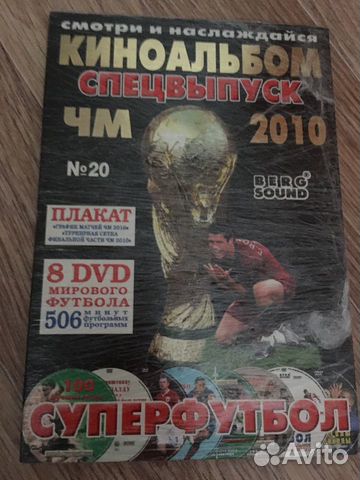 смотри и наслаждайся
КИНОАЛЬБОМ
СПЕЦВЫПУСК
ЧМ 2010
№20
BERG
SOUND
ПЛАКАТ
«ГРАФИК МАТЧЕЙ ЧМ 2010»
«ТУРНИРНАЯ СЕТКА
ФИНАЛЬНОЙ ЧАСТИ ЧМ 2010»
8 DVD
МИРОВОГО
ФУТБОЛА
506 минут
футбольных
программ
100
СУПЕРФУТБОЛ
Avito